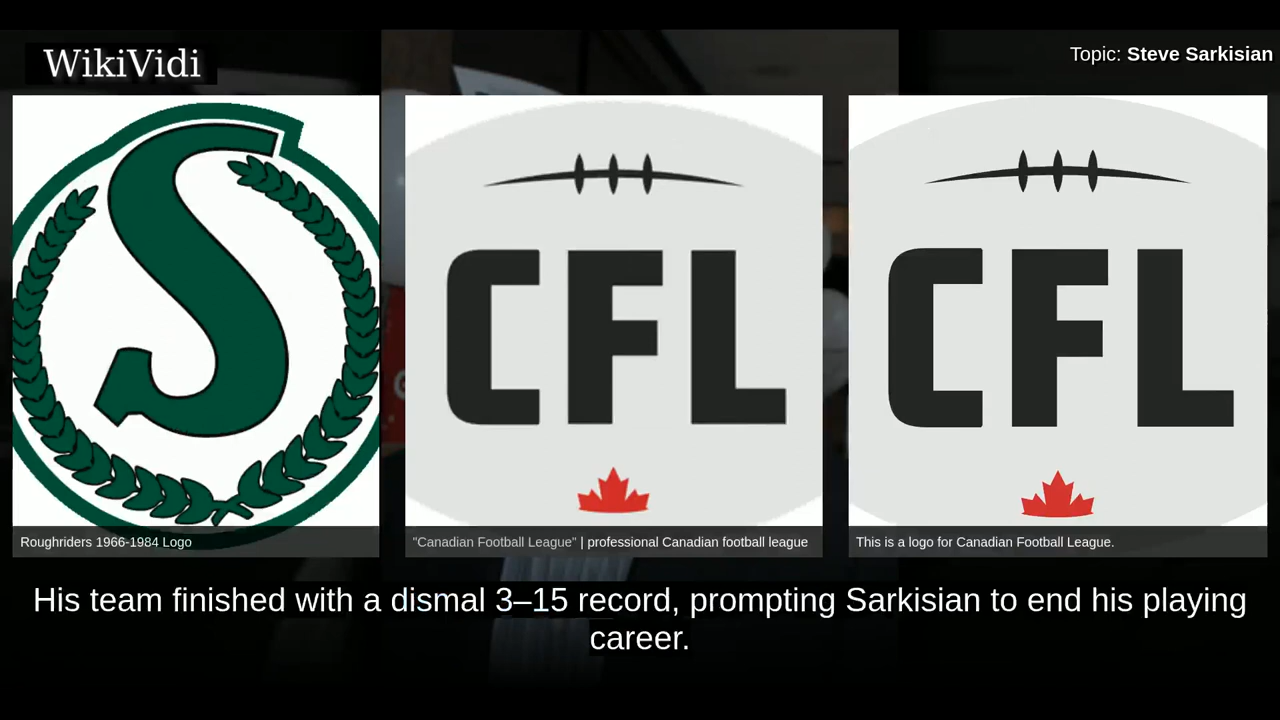 WikiVidi
Topic: Steve Sarkisian
S
CFL
CFL
Roughriders 1966-1984 Logo
"Canadian Football League" | professional Canadian football league
This is a logo for Canadian Football League.
His team finished with a dismal 3–15 record, prompting Sarkisian to end his playing
career.